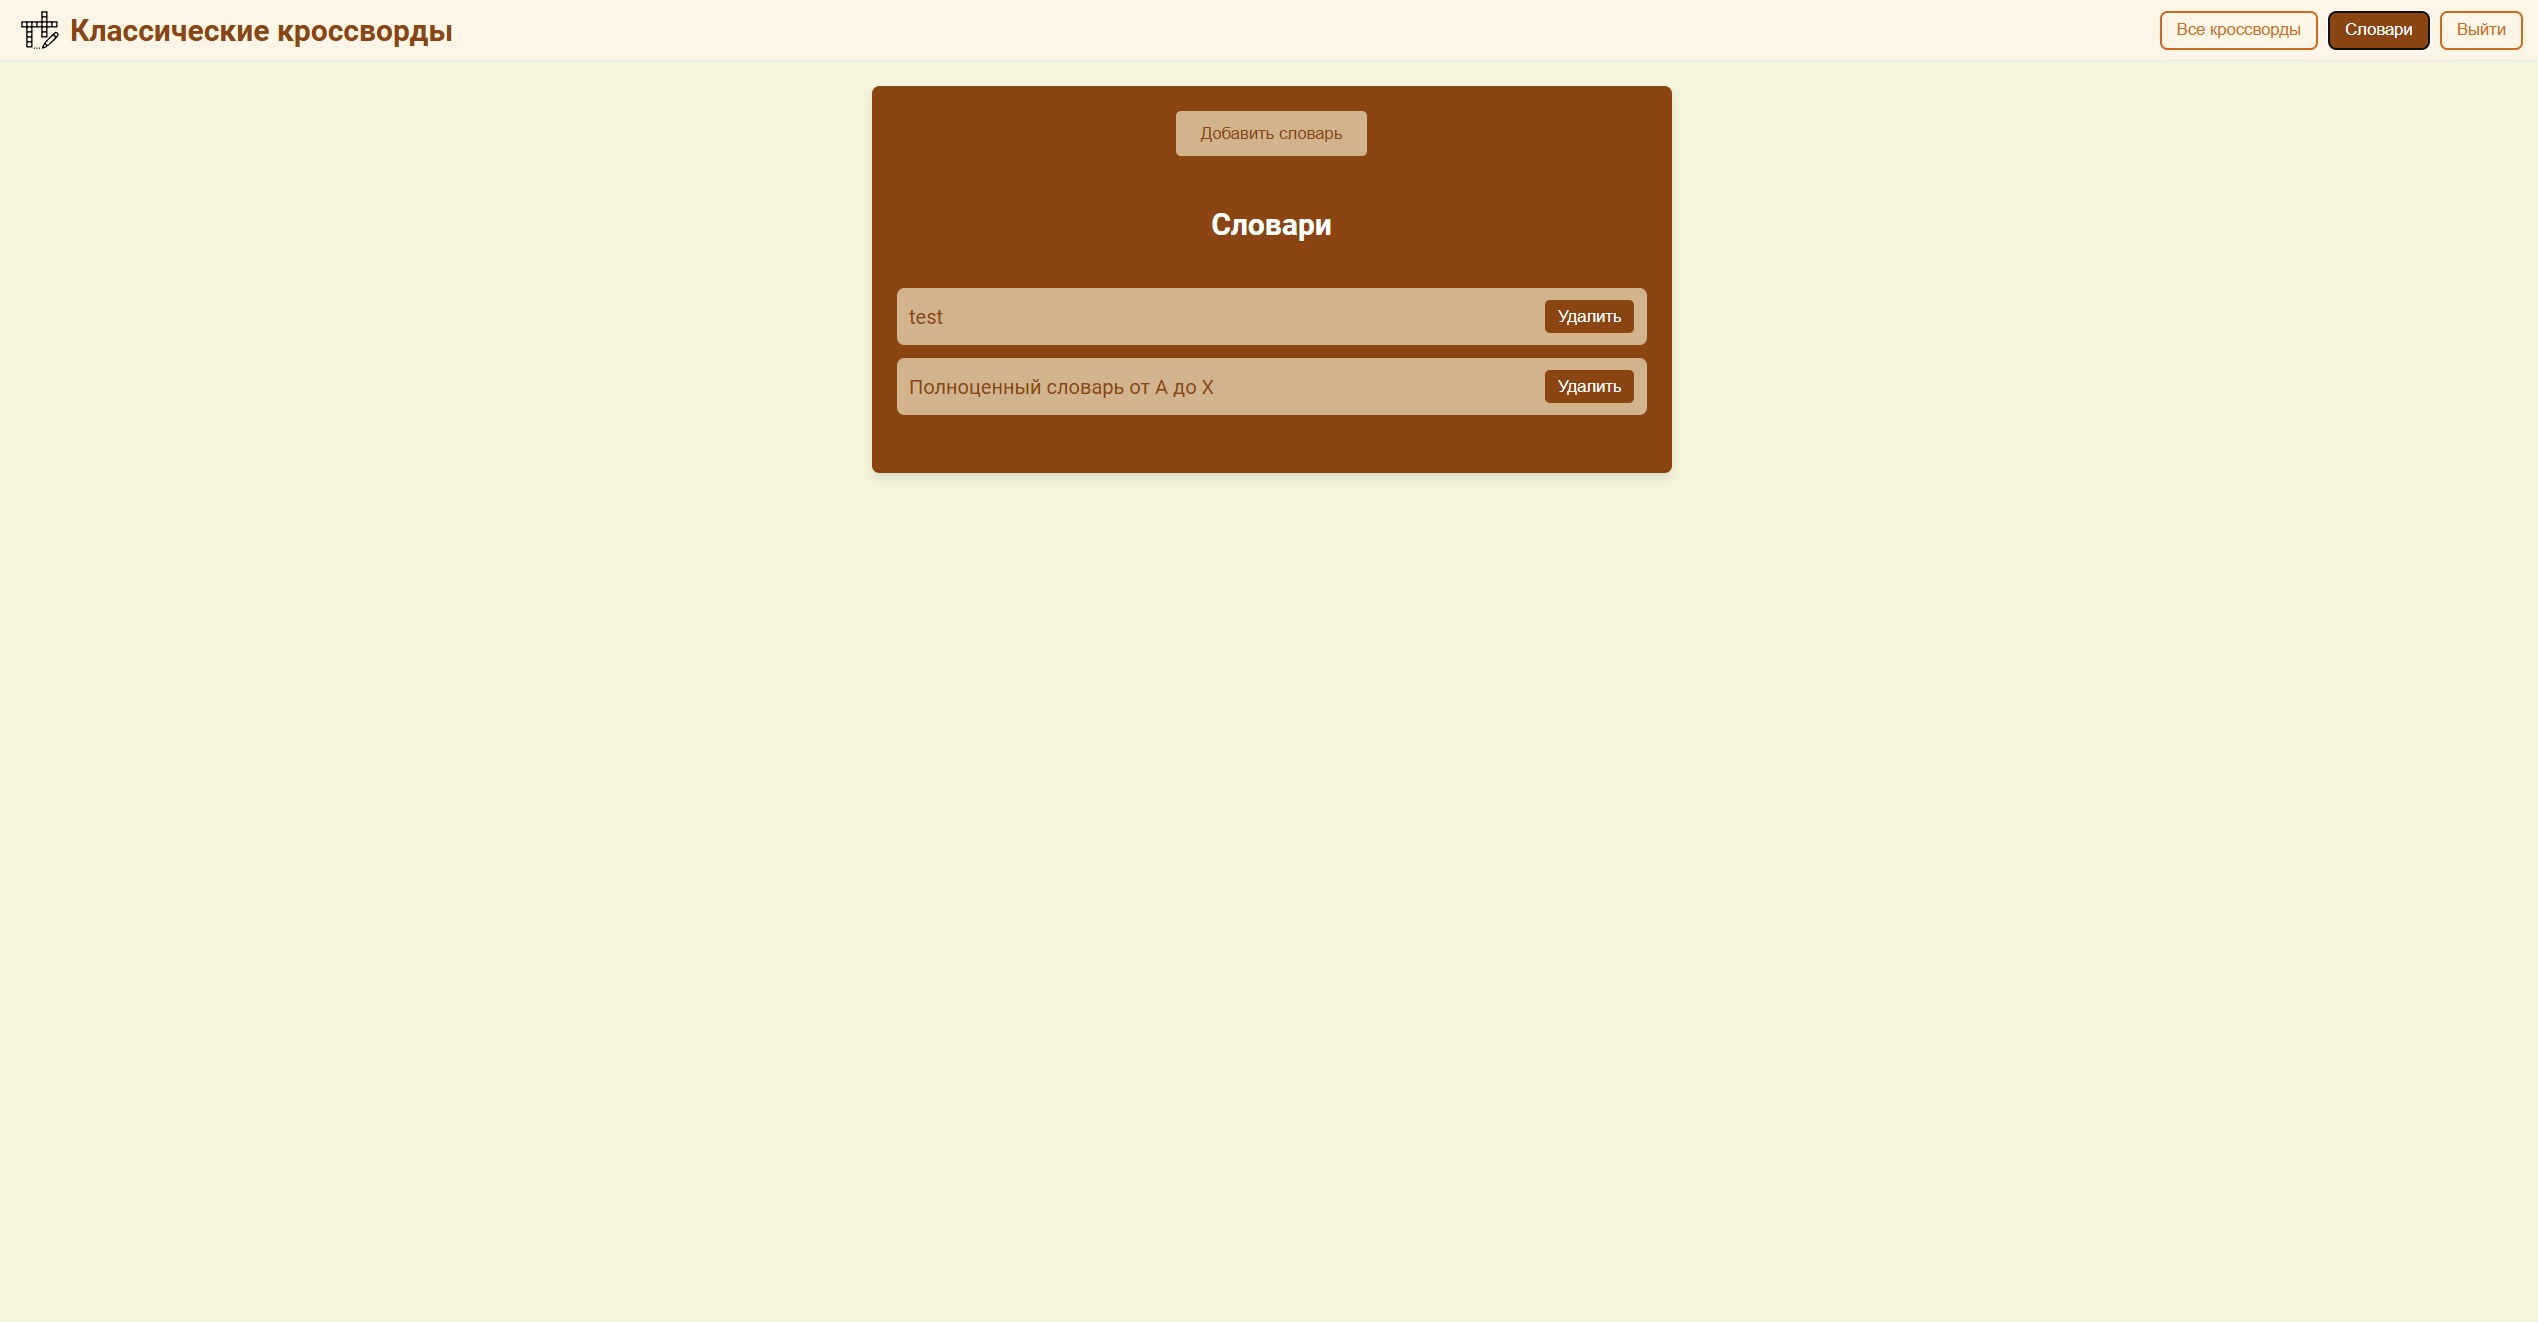 Классические кроссворды
Все кроссворды
Словари
Выйти
Добавить словарь
Словари
test
Удалить
Полноценный словарь от А до Х
Удалить